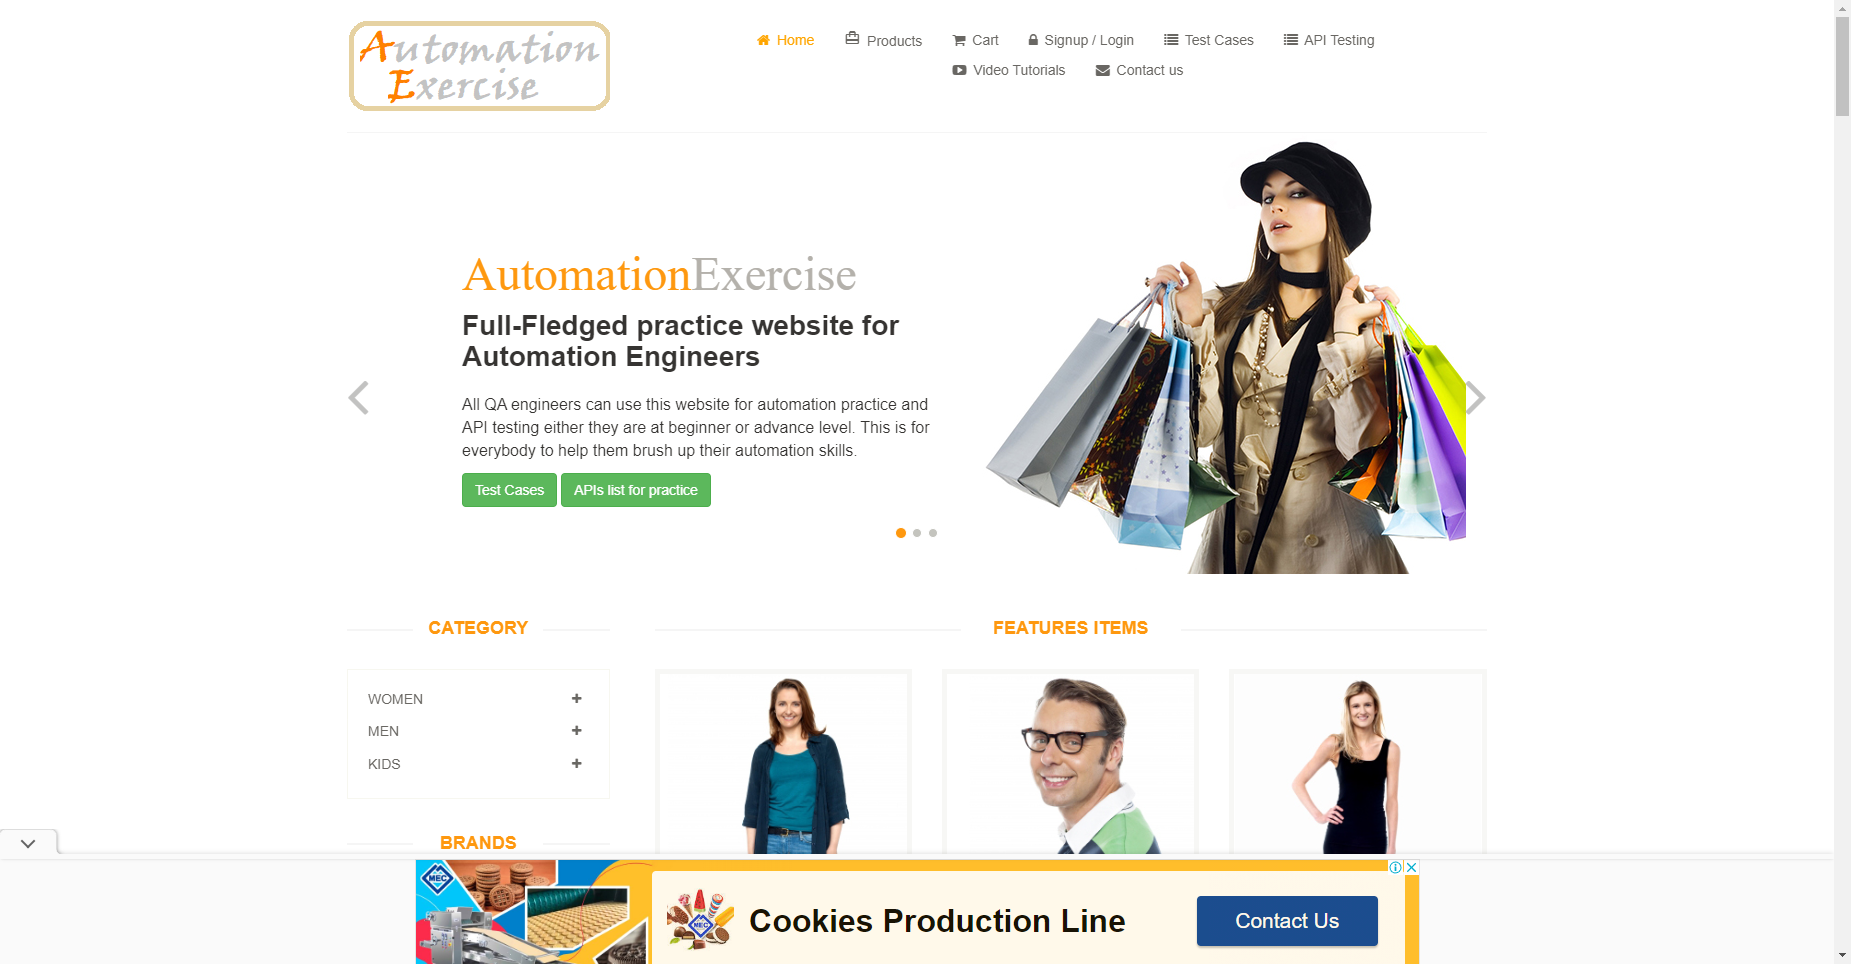 Automation
Exercise
Home Products Cart Signup / Login Test Cases API Testing
Video Tutorials Contact us
AutomationExercise
Full-Fledged practice website for
Automation Engineers
All QA engineers can use this website for automation practice and
API testing either they are at beginner or advance level. This is for
everybody to help them brush up their automation skills.
Test Cases APIs list for practice
CATEGORY
WOMEN
MEN
KIDS
BRANDS
FEATURES ITEMS
MEC
MEC
Cookies Production Line
Contact Us